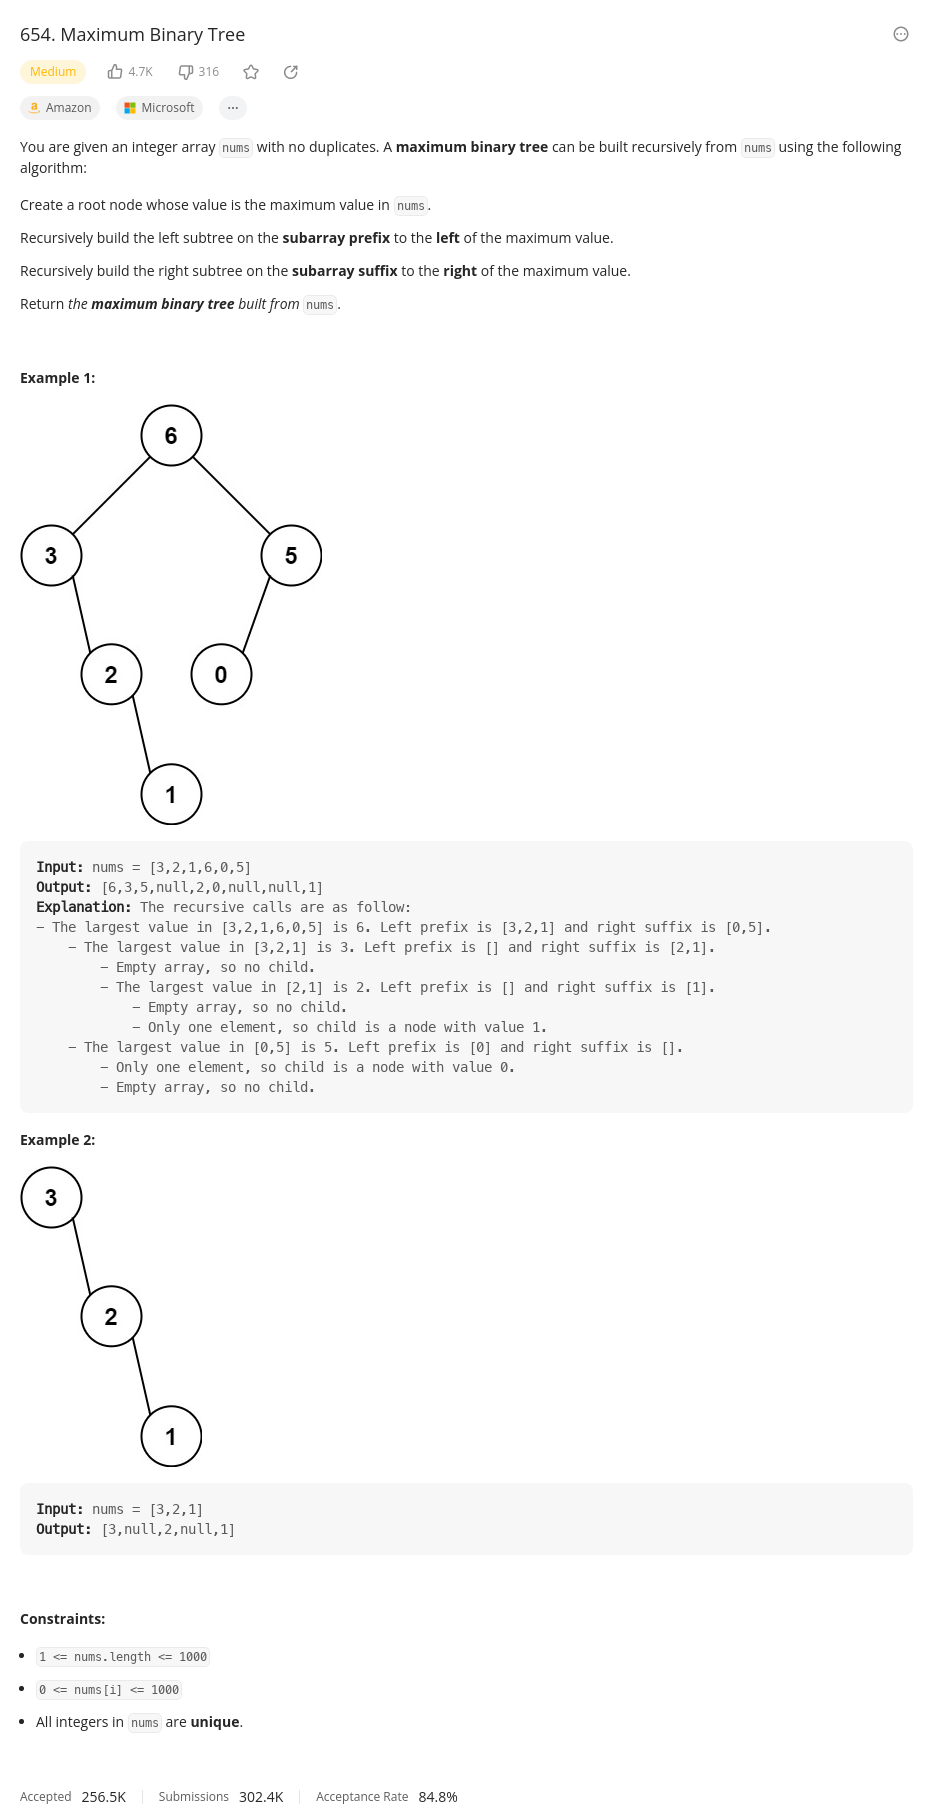 654. Maximum Binary Tree
Medium 4.7K 316
Amazon Microsoft ...
You are given an integer array nums with no duplicates. A maximum binary tree can be built recursively from nums using the following
algorithm:
Create a root node whose value is the maximum value in nums.
Recursively build the left subtree on the subarray prefix to the left of the maximum value.
Recursively build the right subtree on the subarray suffix to the right of the maximum value.
Return the maximum binary tree built from nums.
Example 1:
6
3 5
2 0
1
Input: nums = [3,2,1,6,0,5]
Output: [6,3,5,null,2,0,null,null,1]
Explanation: The recursive calls are as follow:
- The largest value in [3,2,1,6,0,5] is 6. Left prefix is [3,2,1] and right suffix is [0,5].
- The largest value in [3,2,1] is 3. Left prefix is [] and right suffix is [2,1].
- Empty array, so no child.
- The largest value in [2,1] is 2. Left prefix is [] and right suffix is [1].
- Empty array, so no child.
- Only one element, so child is a node with value 1.
- The largest value in [0,5] is 5. Left prefix is [0] and right suffix is [].
- Only one element, so child is a node with value 0.
- Empty array, so no child.
Example 2:
3
2
1
Input: nums = [3,2,1]
Output: [3,null,2,null,1]
Constraints:
• 1 <= nums.length <= 1000
• 0 <= nums[i] <= 1000
• All integers in nums are unique.
Accepted 256.5K Submissions 302.4K Acceptance Rate 84.8%